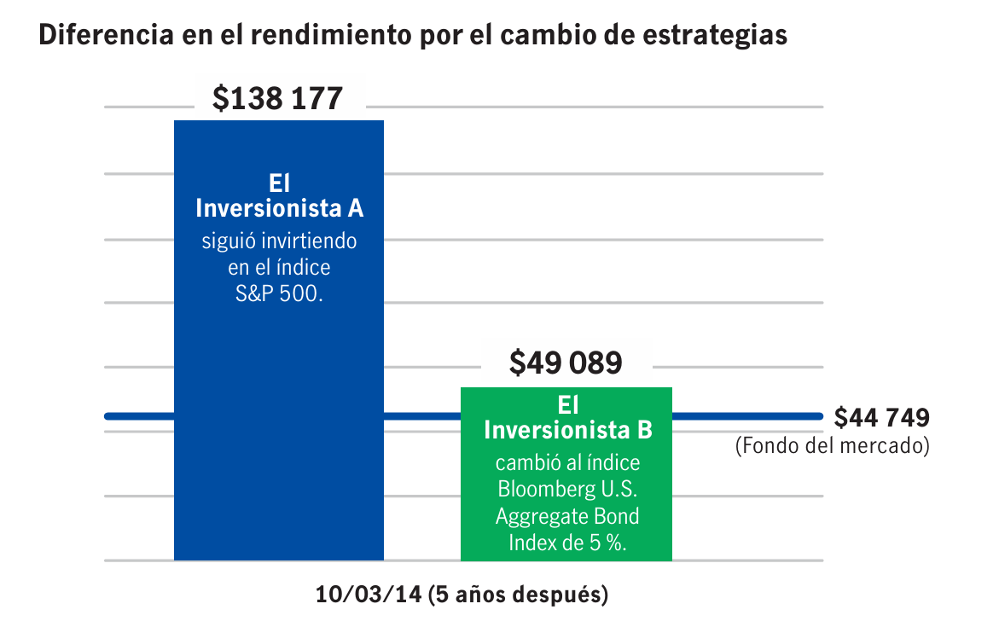 Diferencia en el rendimiento por el cambio de estrategias
$138 177
El
Inversionista A
siguió invirtiendo
en el índice
S&P 500.
$49 089
El
Inversionista B
cambió al índice
Bloomberg U.S.
Aggregate Bond
Index de 5 %.
$44 749
(Fondo del mercado)
10/03/14 (5 años después)